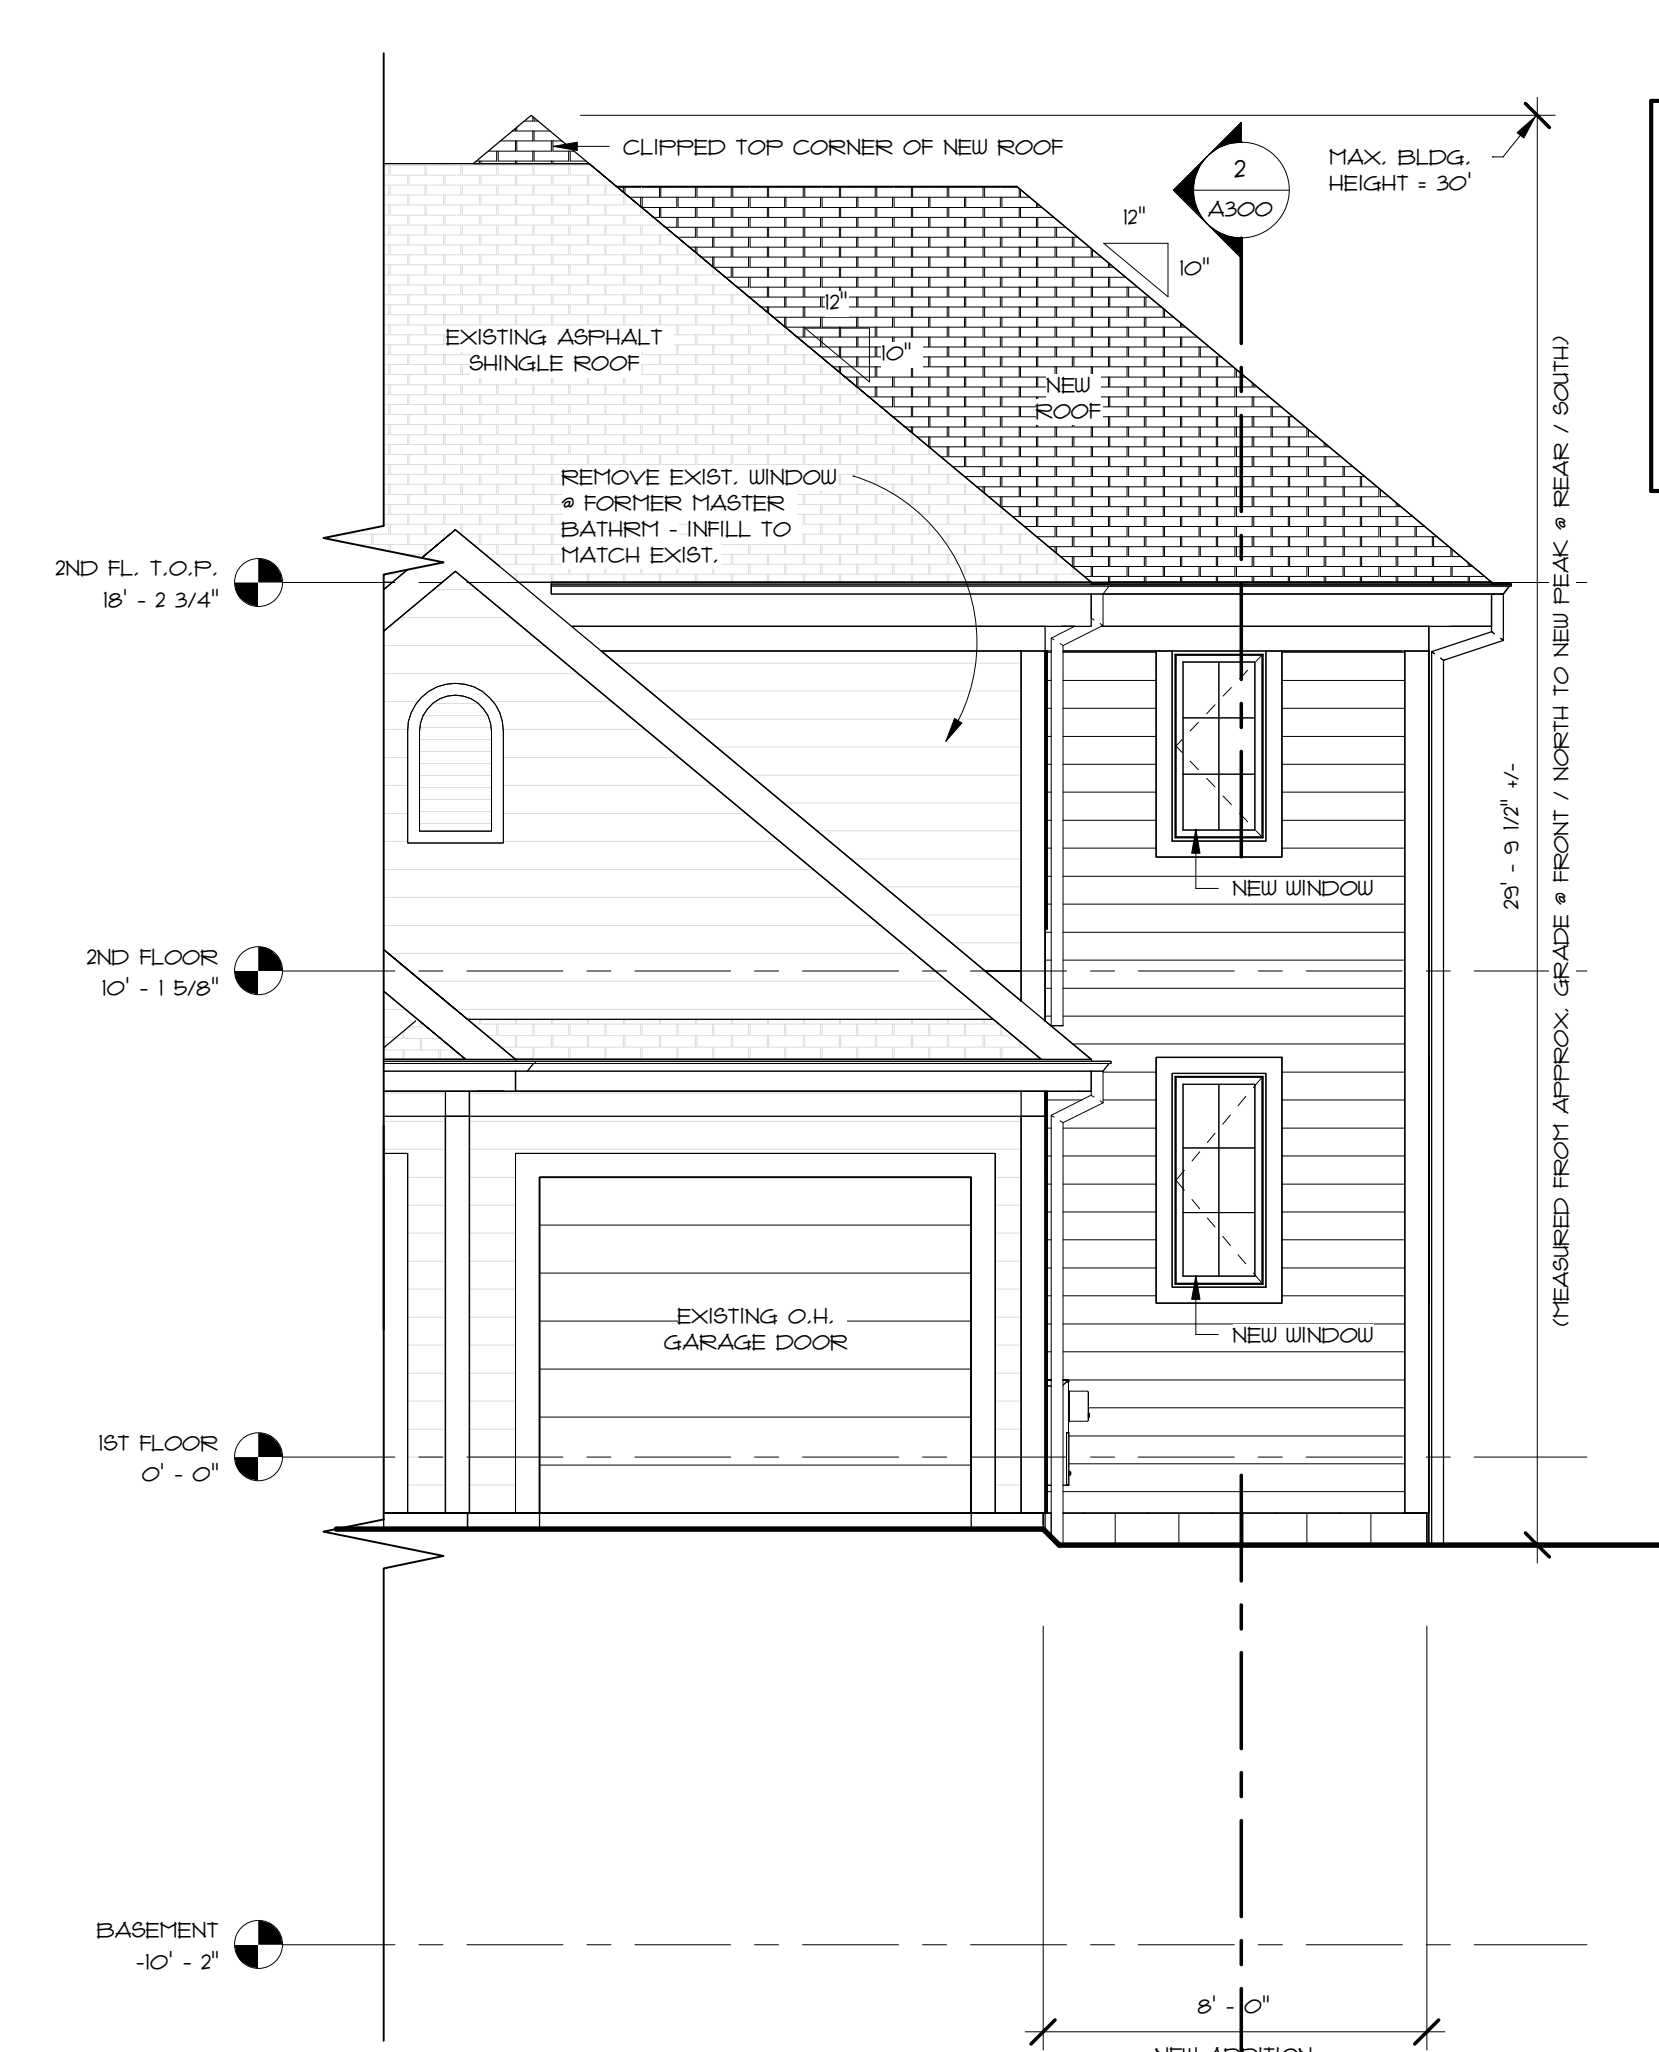 CLIPPED TOP CORNER OF NEW ROOF
MAX. BLDG.
HEIGHT = 30'
2
A300
12"
10"
12"
10"
EXISTING ASPHALT
SHINGLE ROOF
NEW
ROOF
REMOVE EXIST. WINDOW
@ FORMER MASTER
BATHRM - INFILL TO
MATCH EXIST.
2ND FL. T.O.P.
18' - 2 3/4"
29' - 9 1/2" +/-
(MEASURED FROM APPROX. GRADE @ FRONT / NORTH TO NEW PEAK @ REAR / SOUTH)
NEW WINDOW
2ND FLOOR
10' - 1 5/8"
EXISTING O.H.
GARAGE DOOR
NEW WINDOW
1ST FLOOR
0' - 0"
BASEMENT
-10' - 2"
8' - 0"
NEW ADDITION